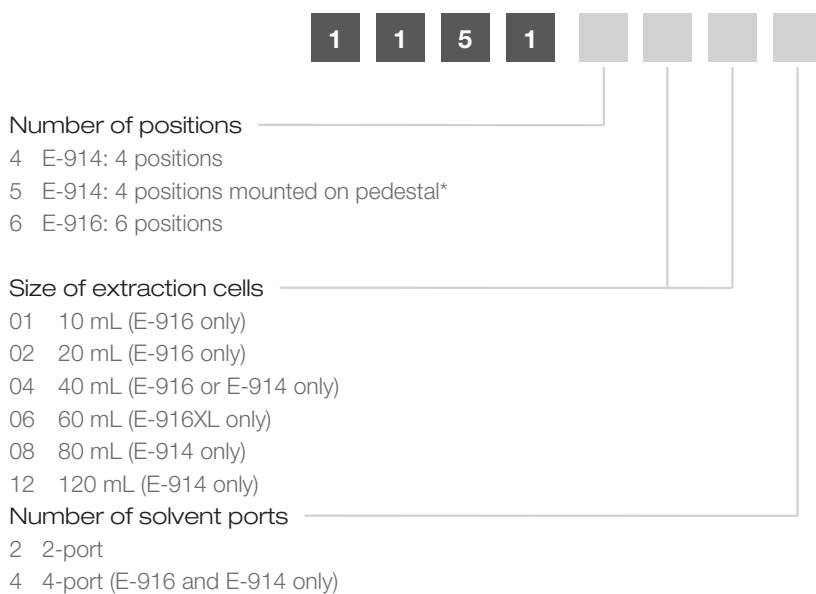 1 1 5 1
Number of positions
4 E-914: 4 positions
5 E-914: 4 positions mounted on pedestal*
6 E-916: 6 positions
Size of extraction cells
01 10 mL (E-916 only)
02 20 mL (E-916 only)
04 40 mL (E-916 or E-914 only)
06 60 mL (E-916XL only)
08 80 mL (E-914 only)
12 120 mL (E-914 only)
Number of solvent ports
2 2-port
4 4-port (E-916 and E-914 only)